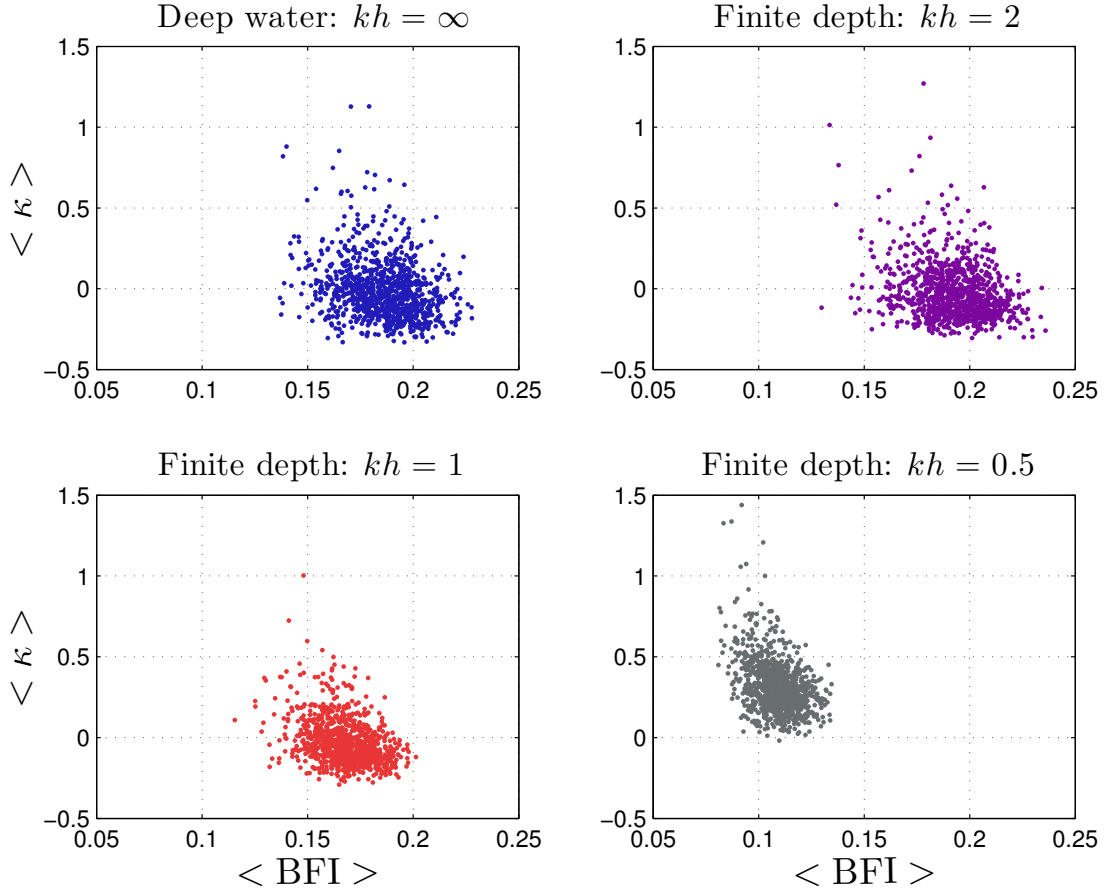 Deep water: kh = ∞
1.5
1
0.5
0
−0.5
0.05 0.1 0.15 0.2 0.25
< κ >
Finite depth: kh = 2
1.5
1
0.5
0
−0.5
0.05 0.1 0.15 0.2 0.25
Finite depth: kh = 1
1.5
1
0.5
0
−0.5
0.05 0.1 0.15 0.2 0.25
< κ >
< BFI >
Finite depth: kh = 0.5
1.5
1
0.5
0
−0.5
0.05 0.1 0.15 0.2 0.25
< BFI >